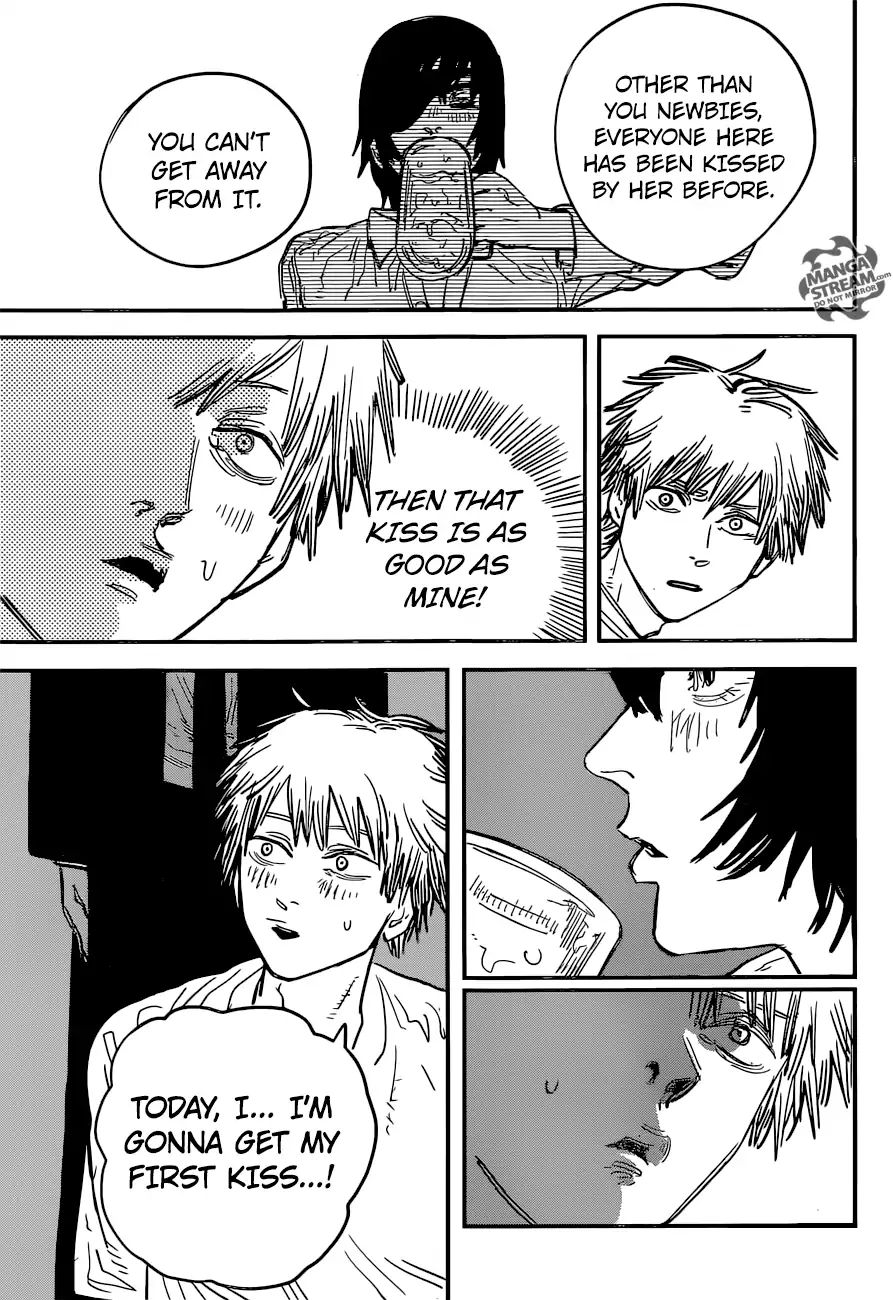 OTHER THAN
YOU NEWBIES,
EVERYONE HERE
HAS BEEN KISSED
BY HER BEFORE.
YOU CAN'T
GET AWAY
FROM IT.
MANGA
STREAM.com
DO NOT MIRROR
THEN THAT
KISS IS AS
GOOD AS
MINE!
TODAY, I... I'M
GONNA GET MY
FIRST KISS...!